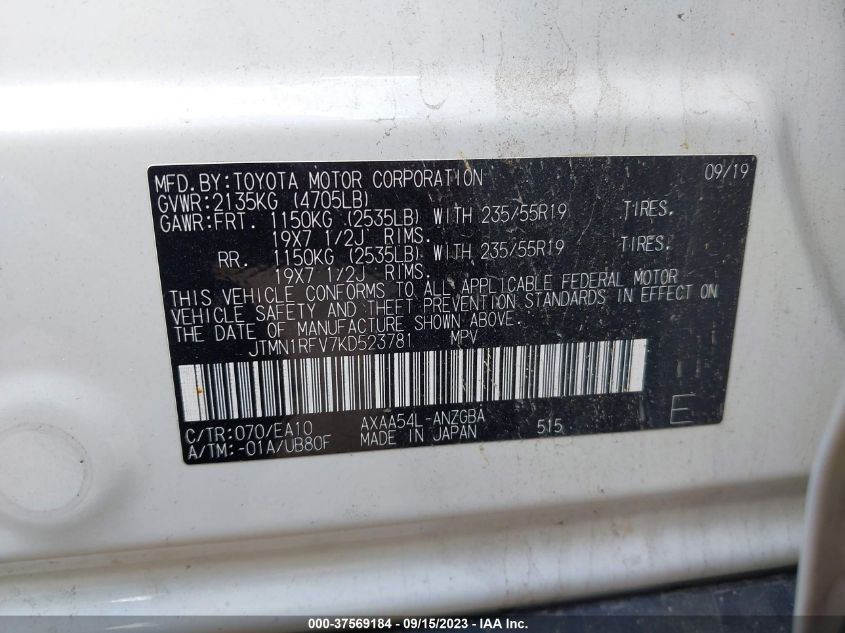 MFD.BY:TOYOTA MOTOR CORPORATION 09/19
GVWR:2135KG (4705LB)
GAWR:FRT. 1150KG (2535LB) WITH 235/55R19 TIRES.
19X7 1/2J RIMS.
RR. 1150KG (2535LB) WITH 235/55R19 TIRES.
19X7 1/2J RIMS.
THIS VEHICLE CONFORMS TO ALL APPLICABLE FEDERAL MOTOR
VEHICLE SAFETY AND THEFT PREVENTION STANDARDS IN EFFECT ON
THE DATE OF MANUFACTURE SHOWN ABOVE.
JTMN1RFV7KD523781 MPV
C/TR:070/EA10 AXAA54L-ANZGBA E
A/TM:-01A/UB80F MADE IN JAPAN 515
000-37569184 - 09/15/2023 - IAA Inc.